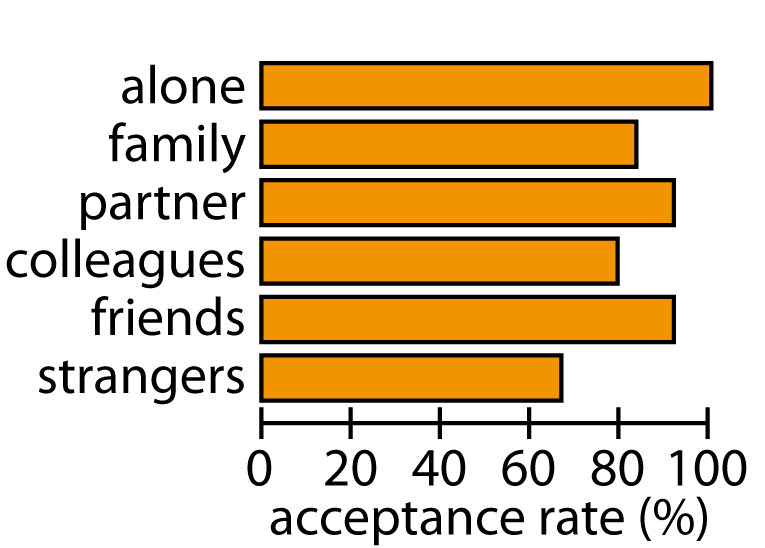 alone
family
partner
colleagues
friends
strangers
0 20 40 60 80 100
acceptance rate (%)